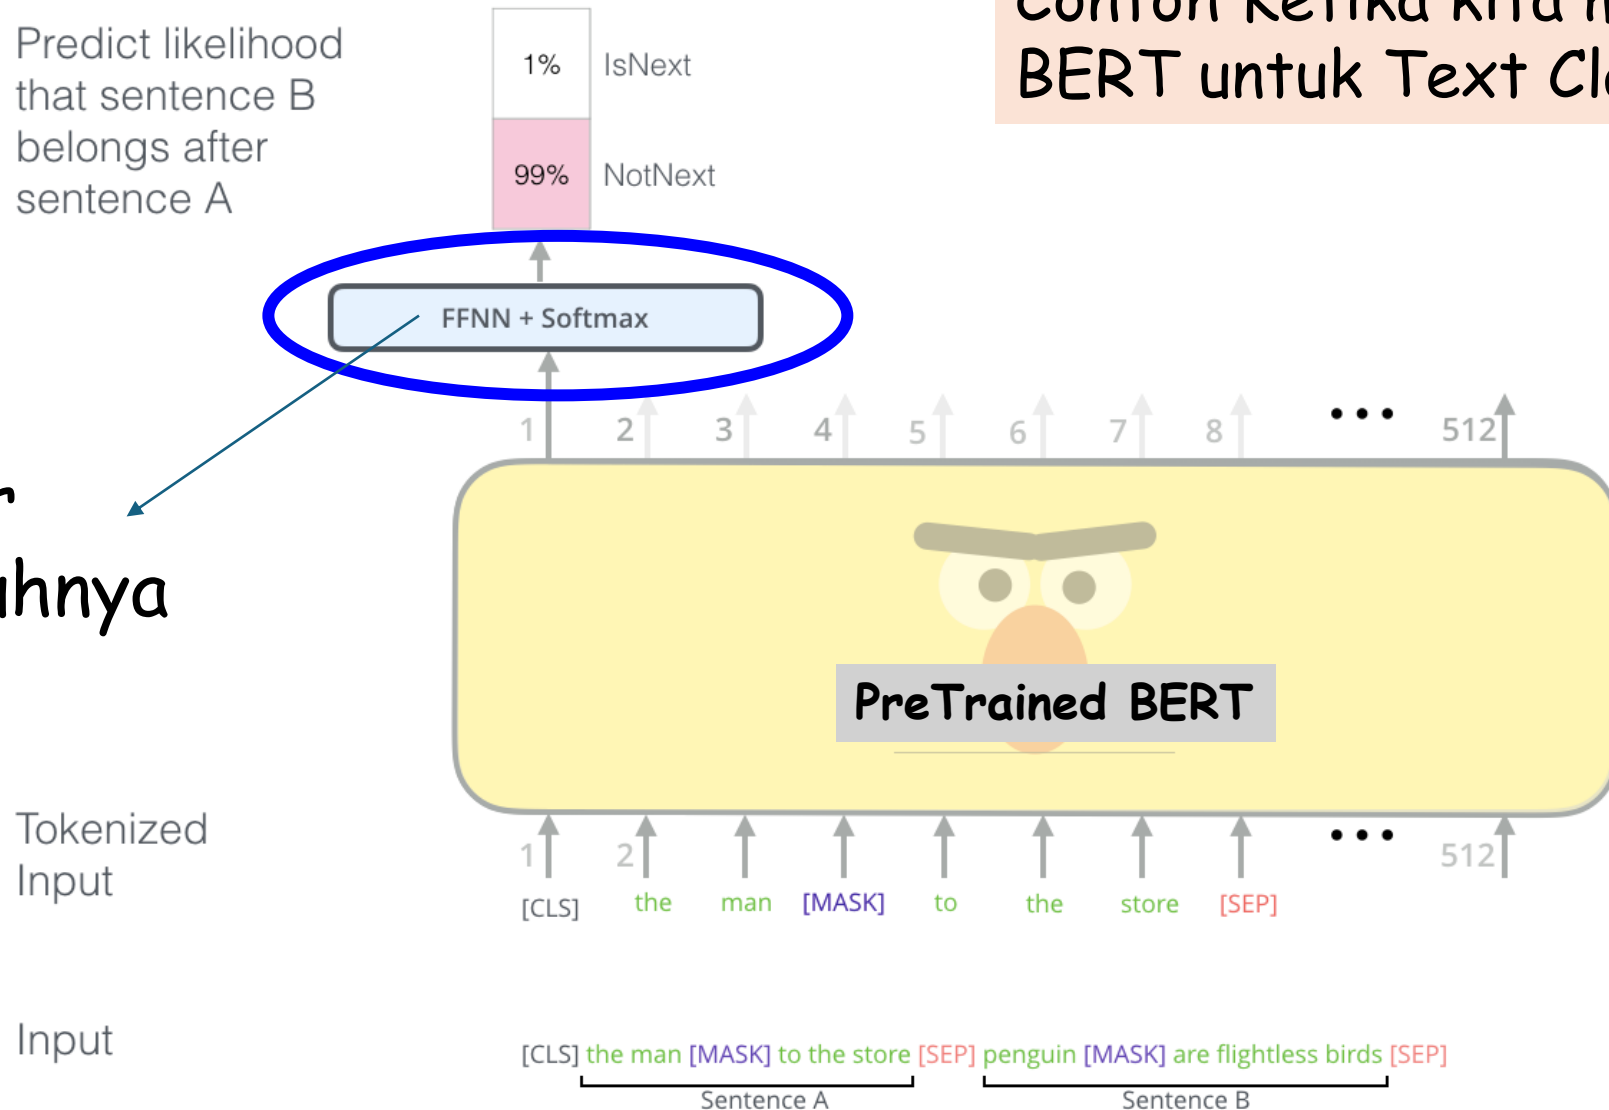 Predict likelihood
that sentence B
belongs after
sentence A
1% IsNext
99% NotNext
BERT untuk Text
FFNN + Softmax
1 2 3 4 5 6 7 8 ••• 512
PreTrained BERT
Tokenized
Input
1 2 ••• 512
[CLS] the man [MASK] to the store [SEP]
Input
[CLS] the man [MASK] to the store [SEP] penguin [MASK] are flightless birds [SEP]
Sentence A Sentence B